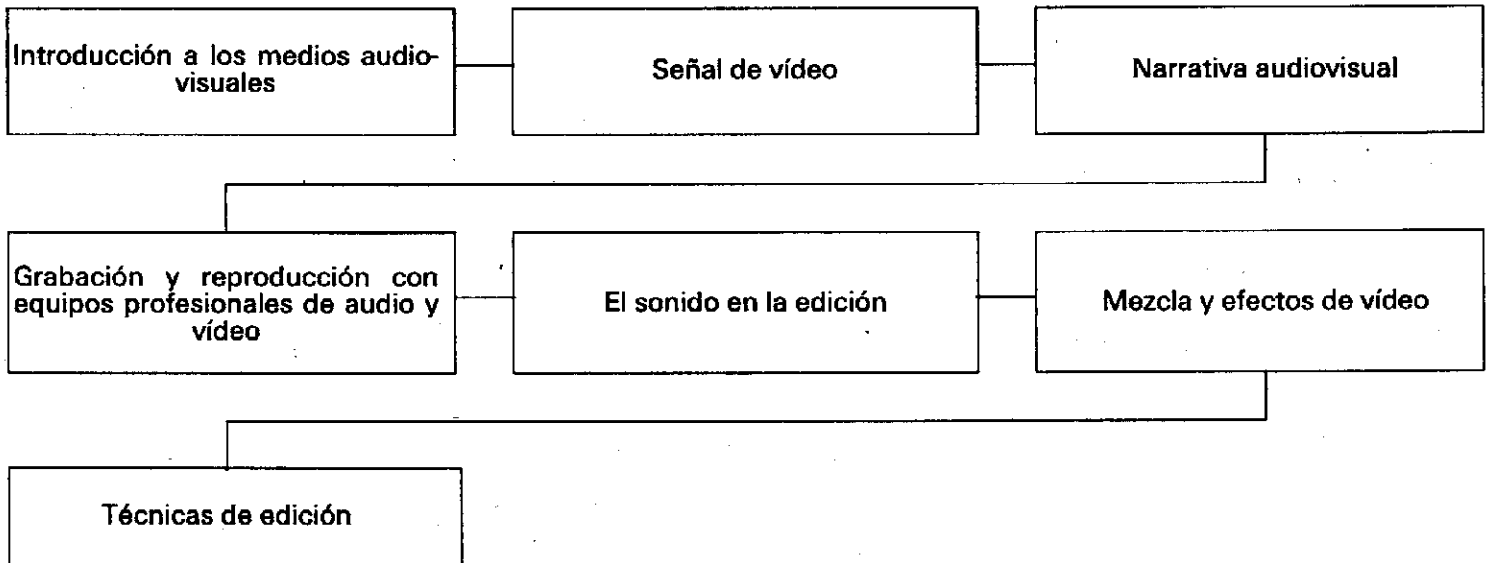 Introducción a los medios audio-
visuales
Señal de vídeo
Narrativa audiovisual
Grabación y reproducción con
equipos profesionales de audio y
vídeo
El sonido en la edición
Mezcla y efectos de vídeo
Técnicas de edición